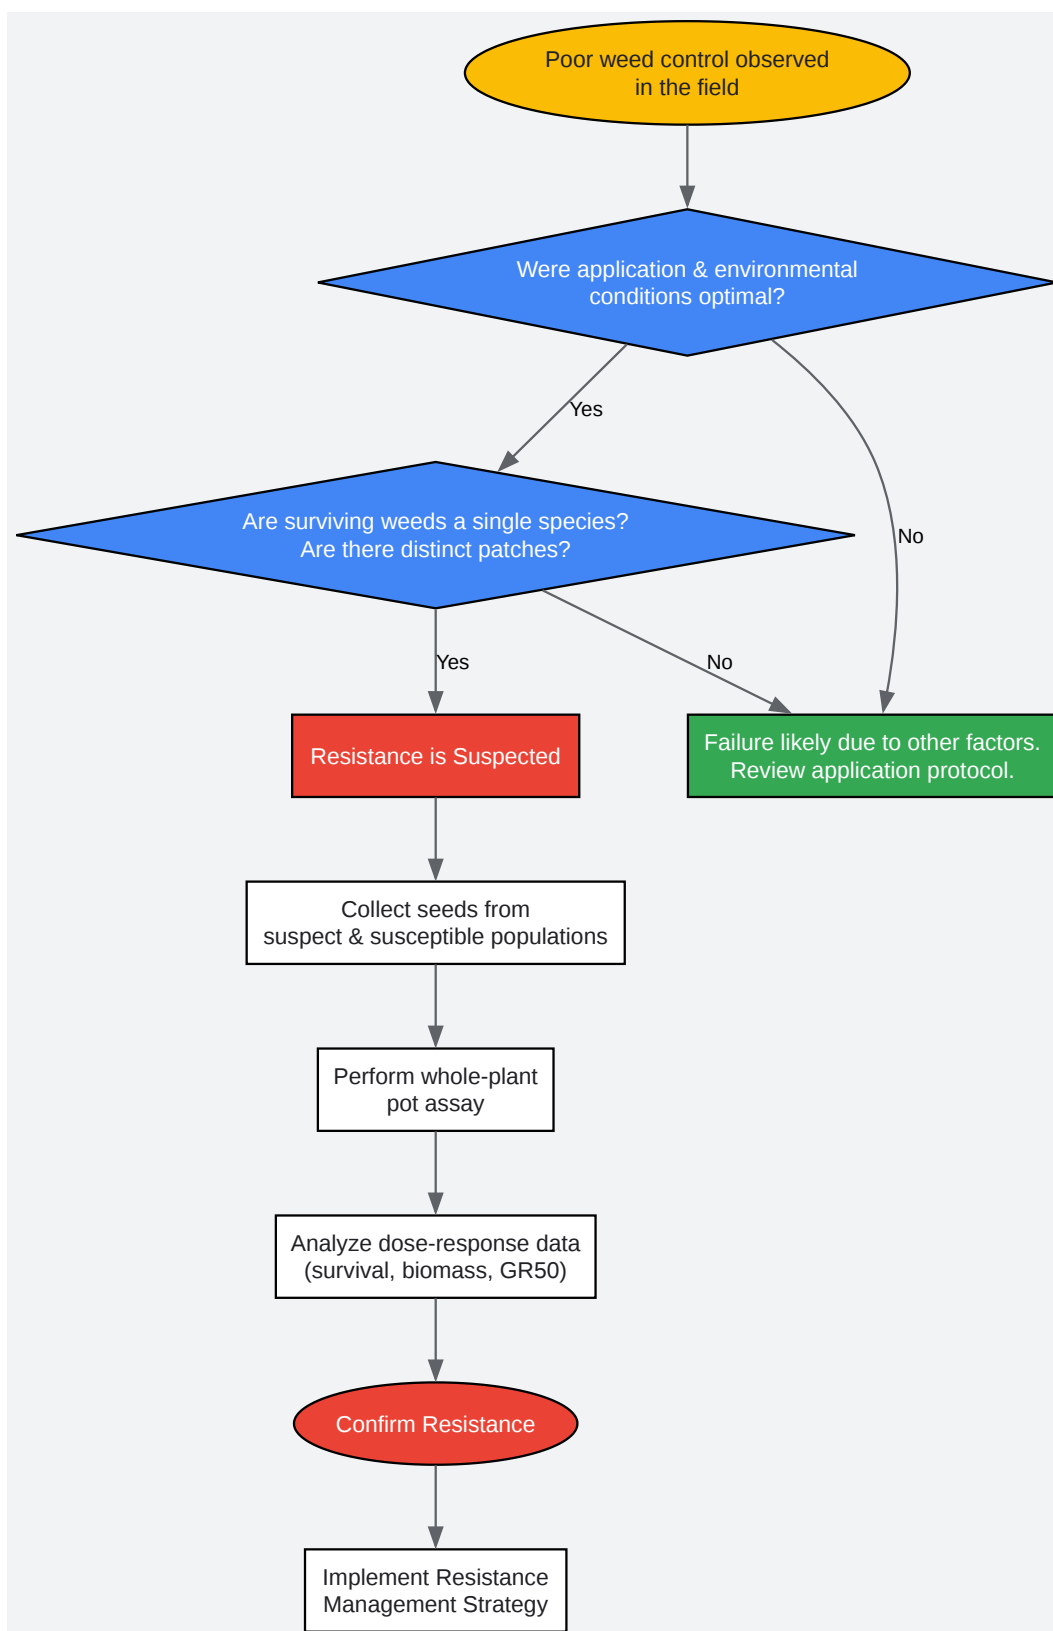 Poor weed control observed
in the field
Were application & environmental
conditions optimal?
Yes
Are surviving weeds a single species?
Are there distinct patches?
No
Yes
No
Resistance is Suspected
Failure likely due to other factors.
Review application protocol.
Collect seeds from
suspect & susceptible populations
Perform whole-plant
pot assay
Analyze dose-response data
(survival, biomass, GR50)
Confirm Resistance
Implement Resistance
Management Strategy